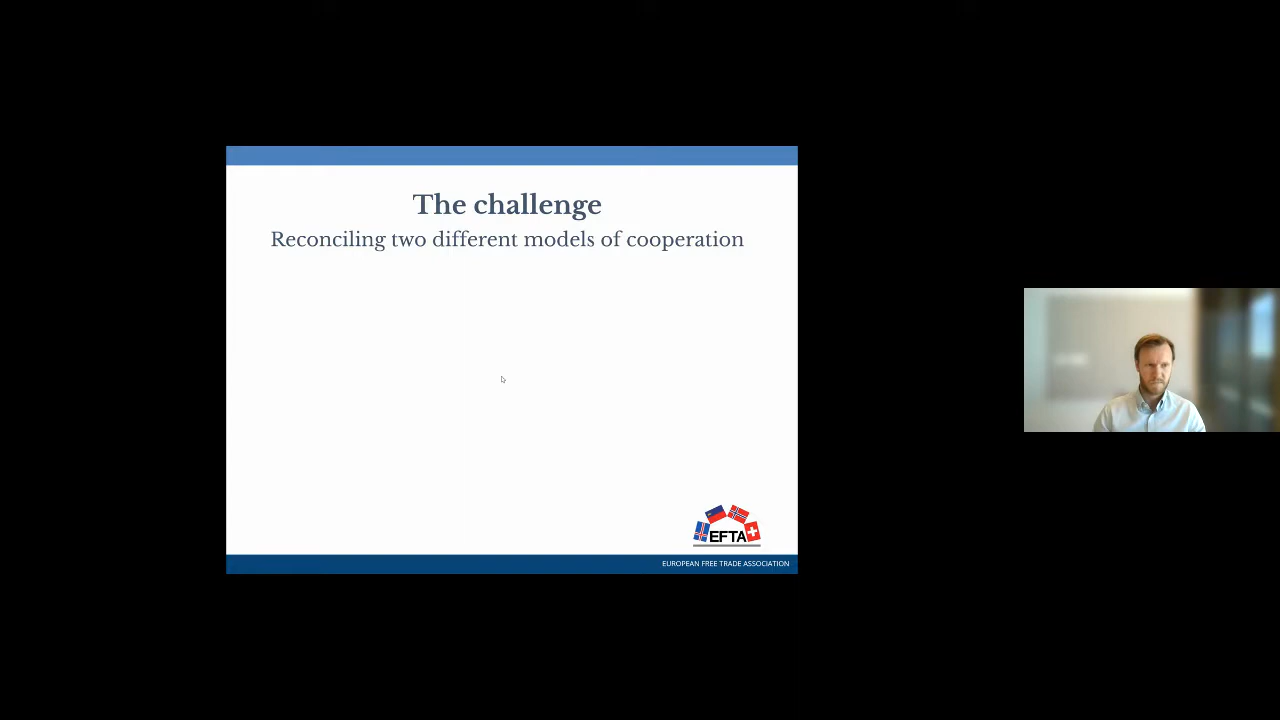 The challenge
Reconciling two different models of cooperation
EFTA
EUROPEAN FREE TRADE ASSOCIATION